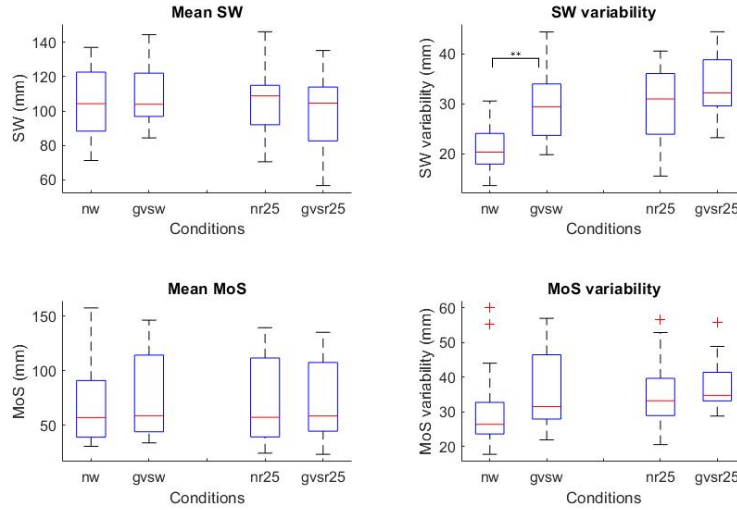 Mean SW
SW (mm)
140
120
100
80
60
nw gvsw nr25 gvsr25
Conditions
SW variability
SW variability (mm)
40
30
20
**
nw gvsw nr25 gvsr25
Conditions
Mean MoS
MoS (mm)
150
100
50
nw gvsw nr25 gvsr25
Conditions
MoS variability
MoS variability (mm)
60
50
40
30
20
nw gvsw nr25 gvsr25
Conditions